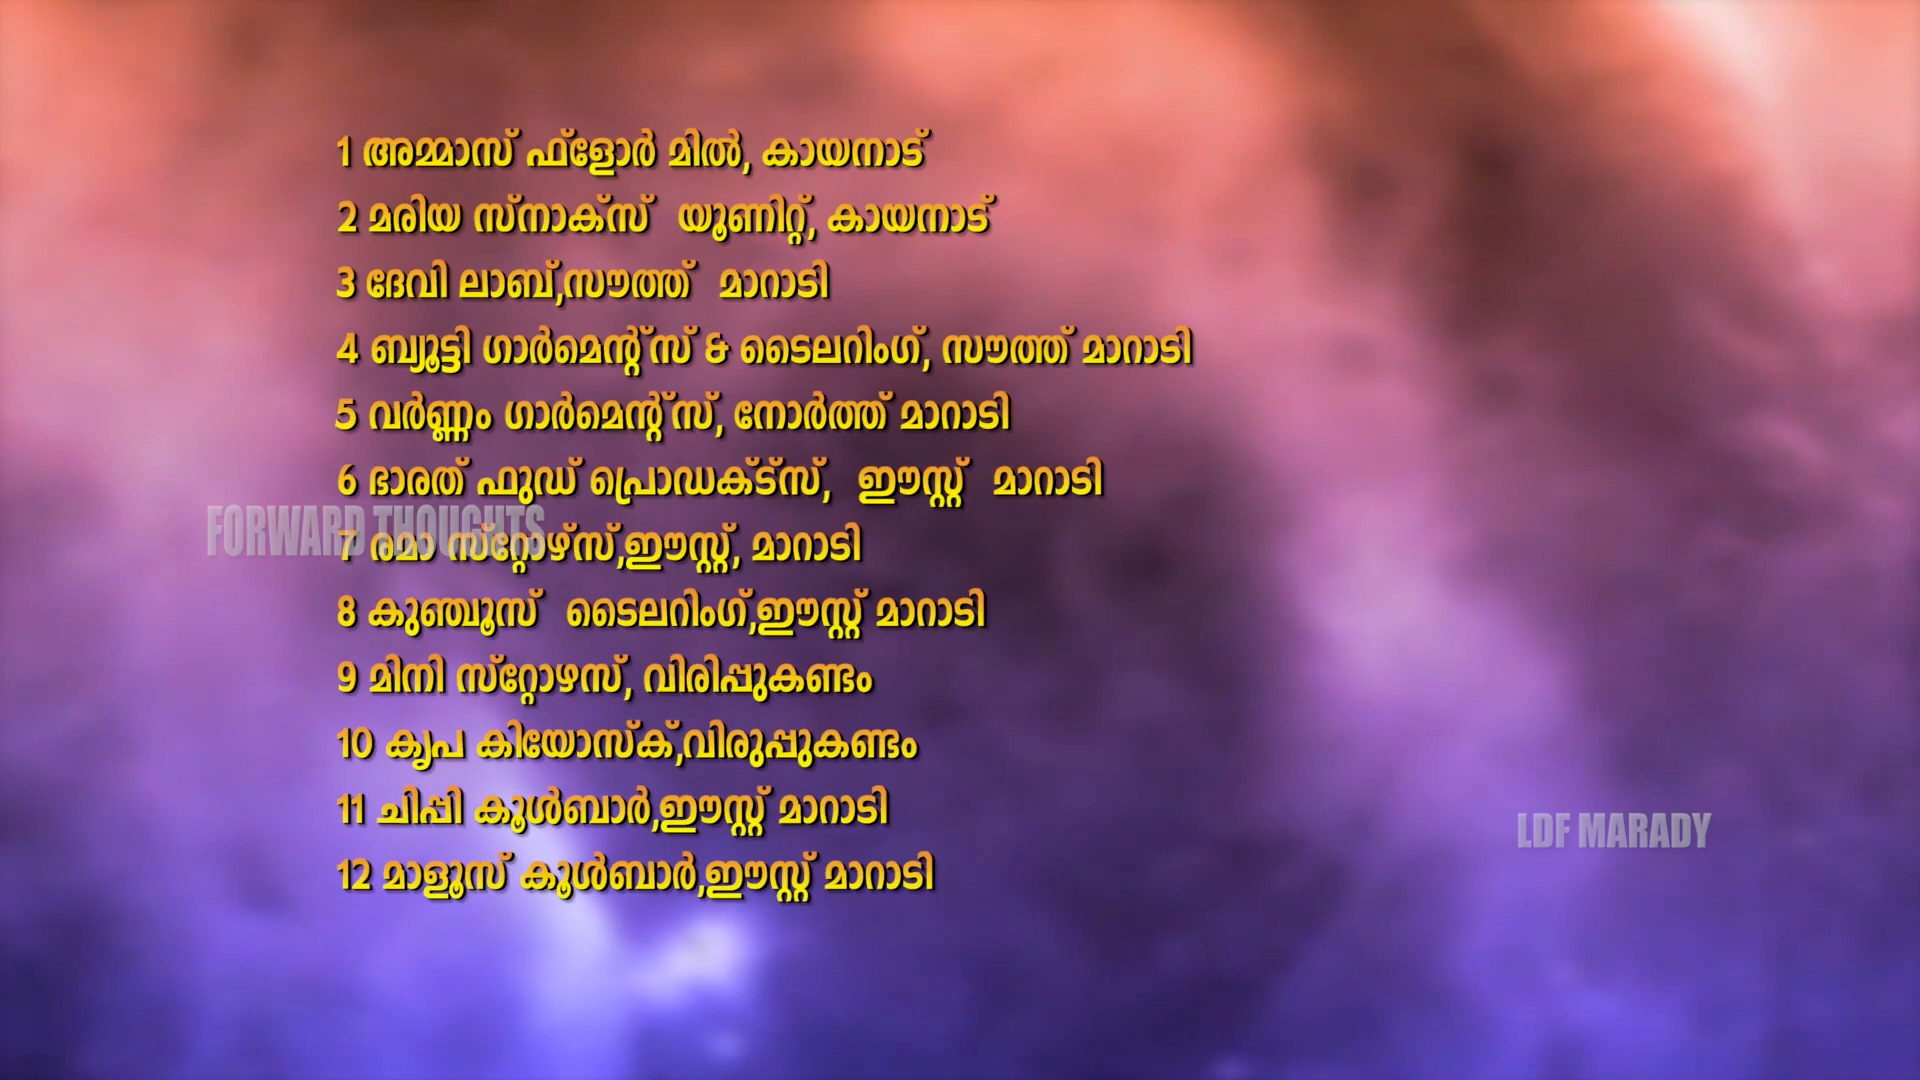 1 അമ്മാസ് ഫ്ളോർ മിൽ, കായനാട്
2 മരിയ സ്നാക്സ് യൂണിറ്റ്, കായനാട്
3 ദേവി ലാബ്,സൗത്ത് മാറാടി
4 ബ്യൂട്ടി ഗാർമെന്റ്സ് & ടൈലറിംഗ്, സൗത്ത് മാറാടി
5 വർണ്ണം ഗാർമെന്റ്സ്, നോർത്ത് മാറാടി
6 ഭാരത് ഫുഡ് പ്രൊഡക്ട്സ്, ഈസ്റ്റ് മാറാടി
FORWARD THOUGHTS
7 രമാ സ്റ്റോഴ്സ്,ഈസ്റ്റ്, മാറാടി
8 കുഞ്ചൂസ് ടൈലറിംഗ്,ഈസ്റ്റ് മാറാടി
9 മിനി സ്റ്റോഴസ്, വിരിപ്പുകണ്ടം
10 കൃപ കിയോസ്ക്,വിരുപ്പുകണ്ടം
11 ചിപ്പി കൂൾബാർ,ഈസ്റ്റ് മാറാടി
LDF MARADY
12 മാളൂസ് കൂൾബാർ,ഈസ്റ്റ് മാറാടി